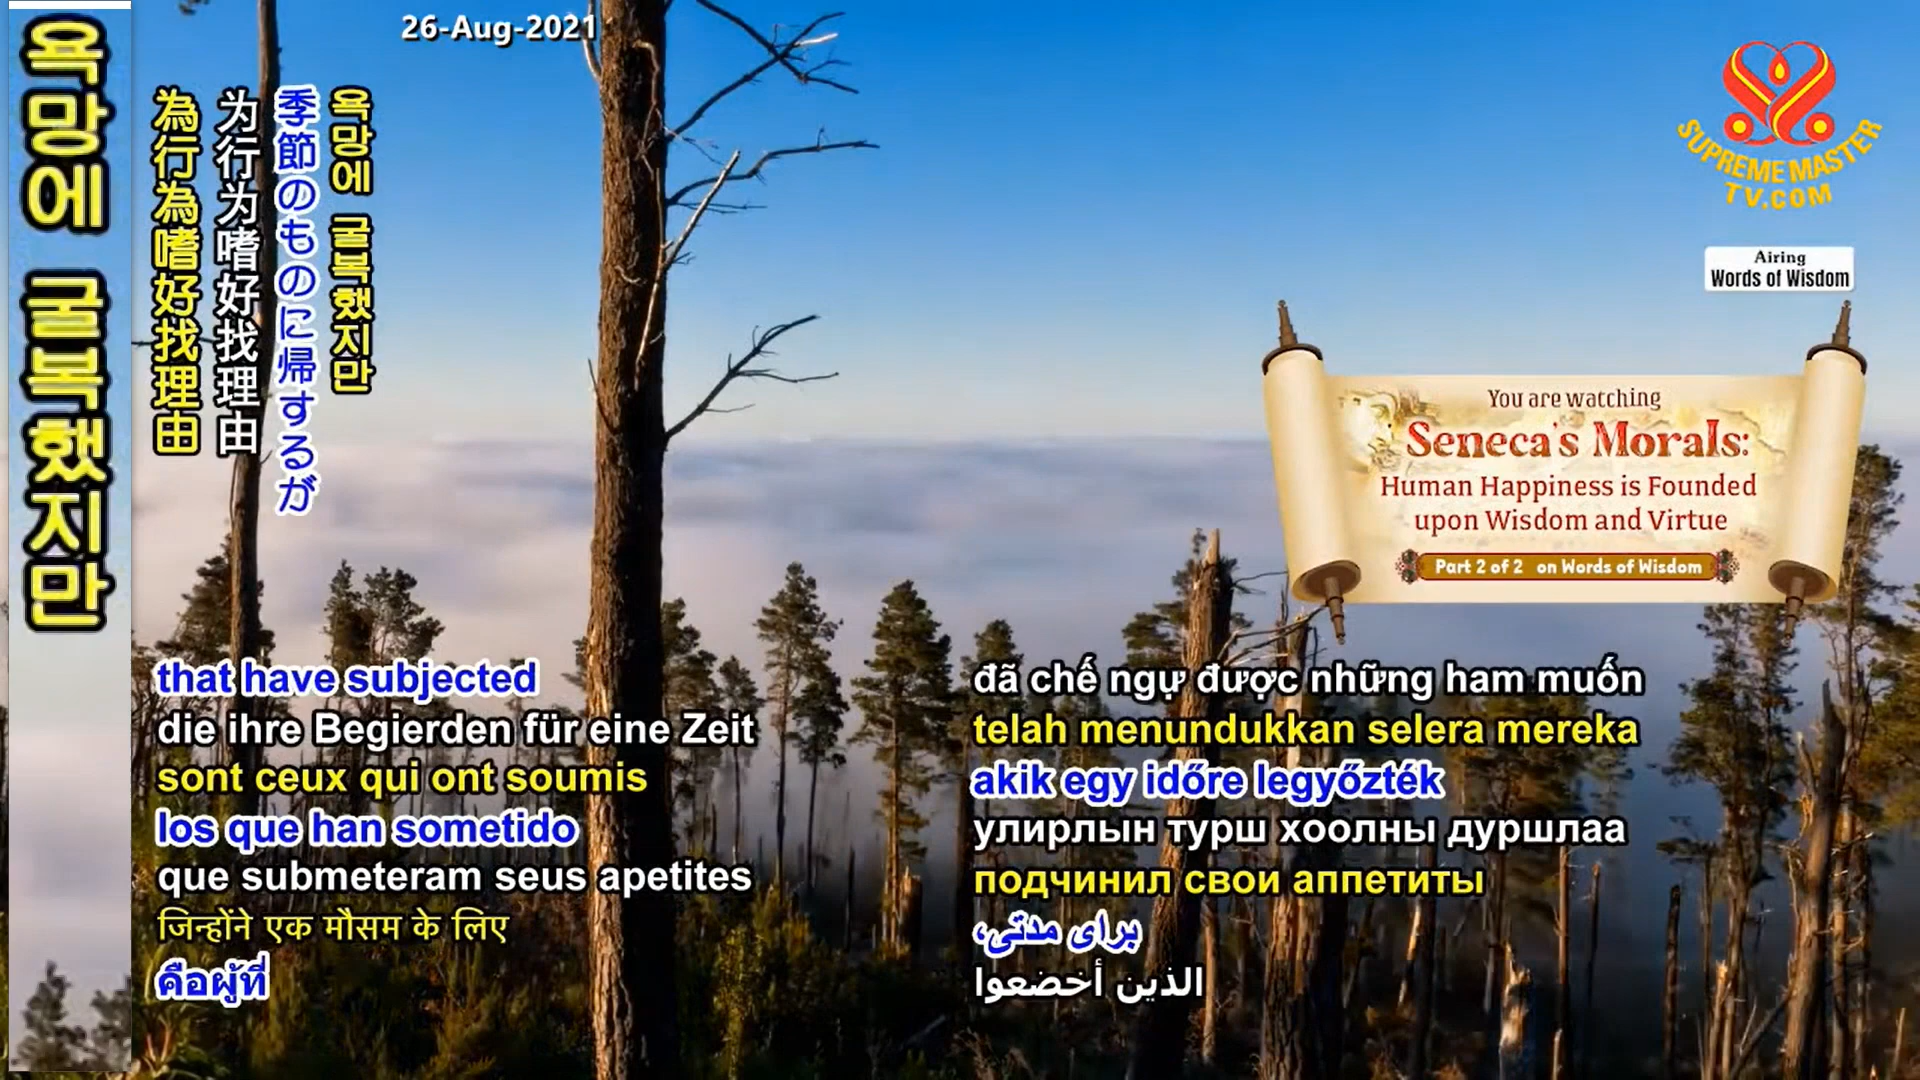 26-Aug-2021
욕망에 굴복했지만
為行為嗜好找理由
为行为嗜好找理由
季節のものに帰するが
욕망에 굴복했지만
SUPREME MASTER
TV.COM
Airing
Words of Wisdom
You are watching
Seneca's Morals:
Human Happiness is Founded
upon Wisdom and Virtue
Part 2 of 2 on Words of Wisdom
that have subjected
die ihre Begierden für eine Zeit
sont ceux qui ont soumis
los que han sometido
que submeteram seus apetites
जिन्होंने एक मौसम के लिए
คือผู้ที่
đã chế ngự được những ham muốn
telah menundukkan selera mereka
akik egy időre legyőzték
улирлын турш хоолны дуршлаа
подчинил свои аппетиты
برای مدتی،
الذين أخضعوا